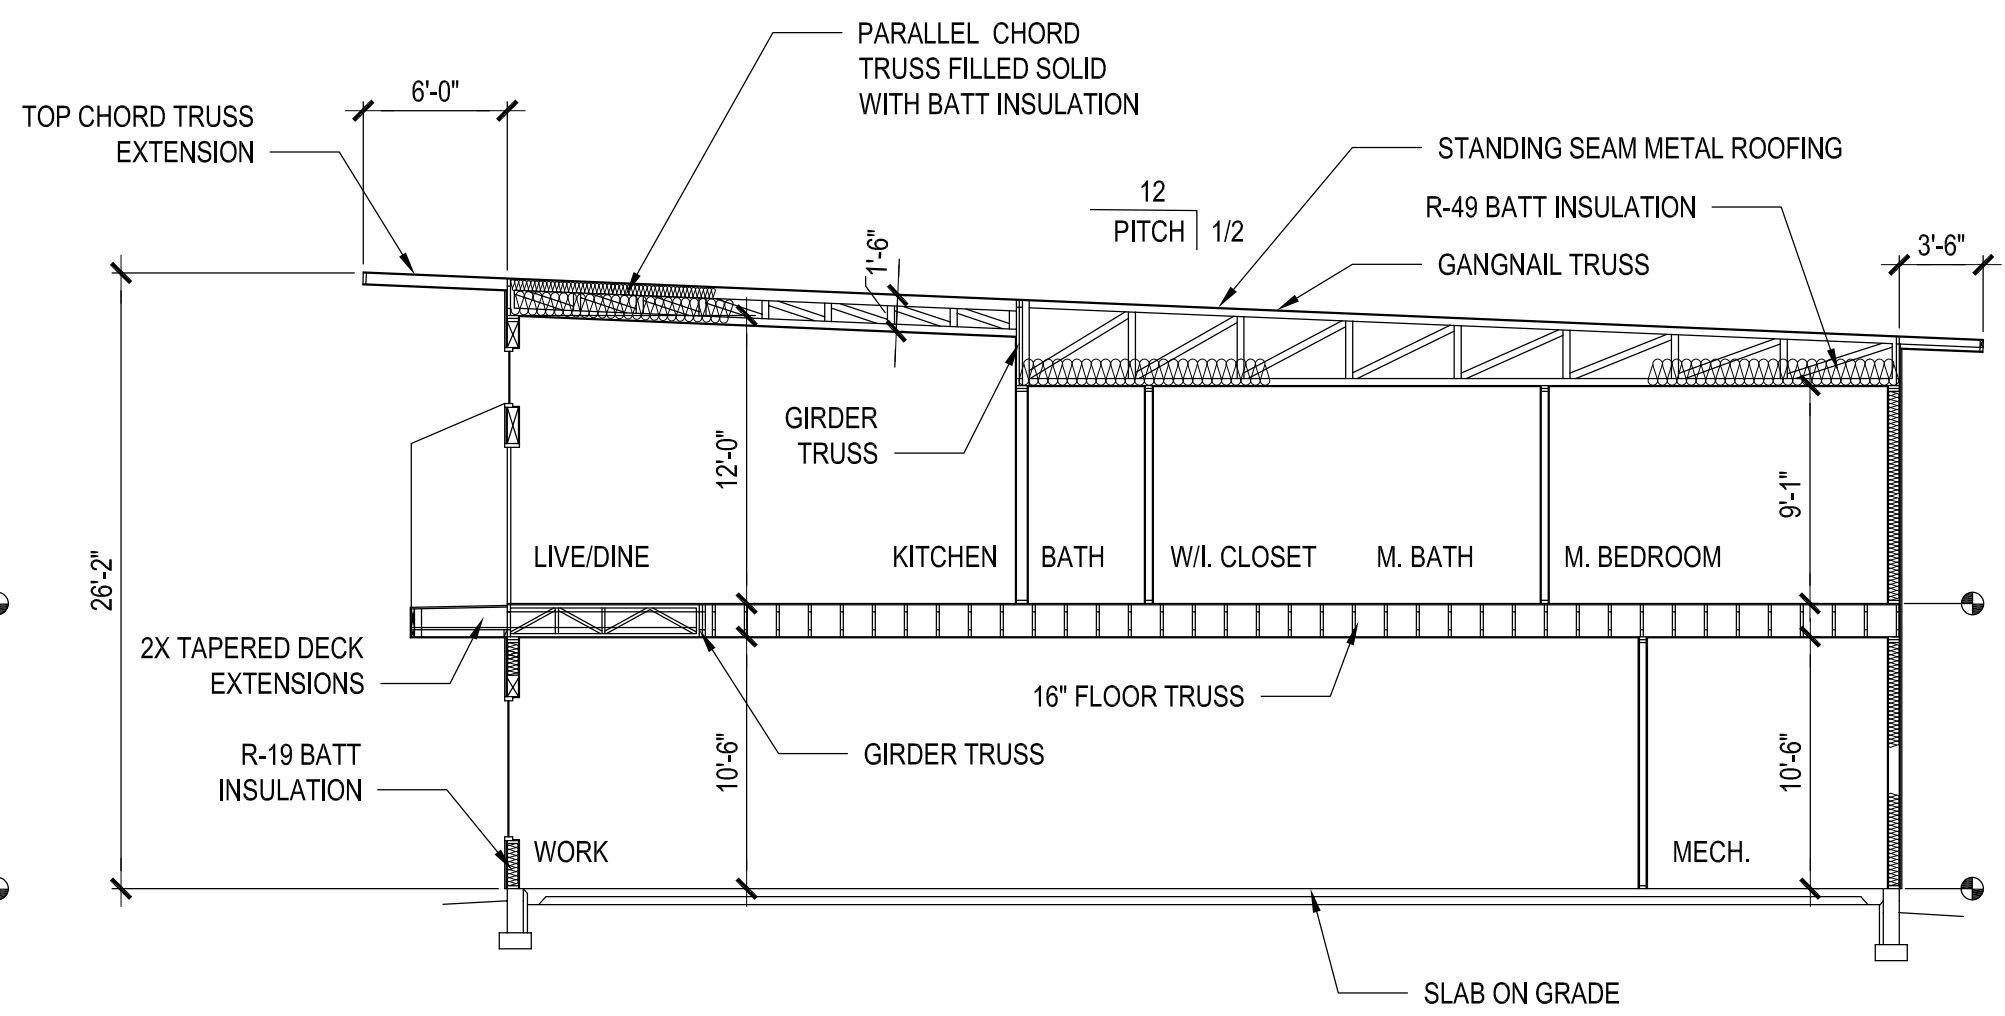 PARALLEL CHORD
TRUSS FILLED SOLID
WITH BATT INSULATION
6'-0"
TOP CHORD TRUSS
EXTENSION
STANDING SEAM METAL ROOFING
12
PITCH 1/2
R-49 BATT INSULATION
1'-6"
3'-6"
GANGNAIL TRUSS
GIRDER
TRUSS
12'-0"
9'-1"
26'-2"
LIVE/DINE
KITCHEN
BATH
W/I. CLOSET
M. BATH
M. BEDROOM
2X TAPERED DECK
EXTENSIONS
16" FLOOR TRUSS
R-19 BATT
INSULATION
10'-6"
GIRDER TRUSS
10'-6"
WORK
MECH.
SLAB ON GRADE